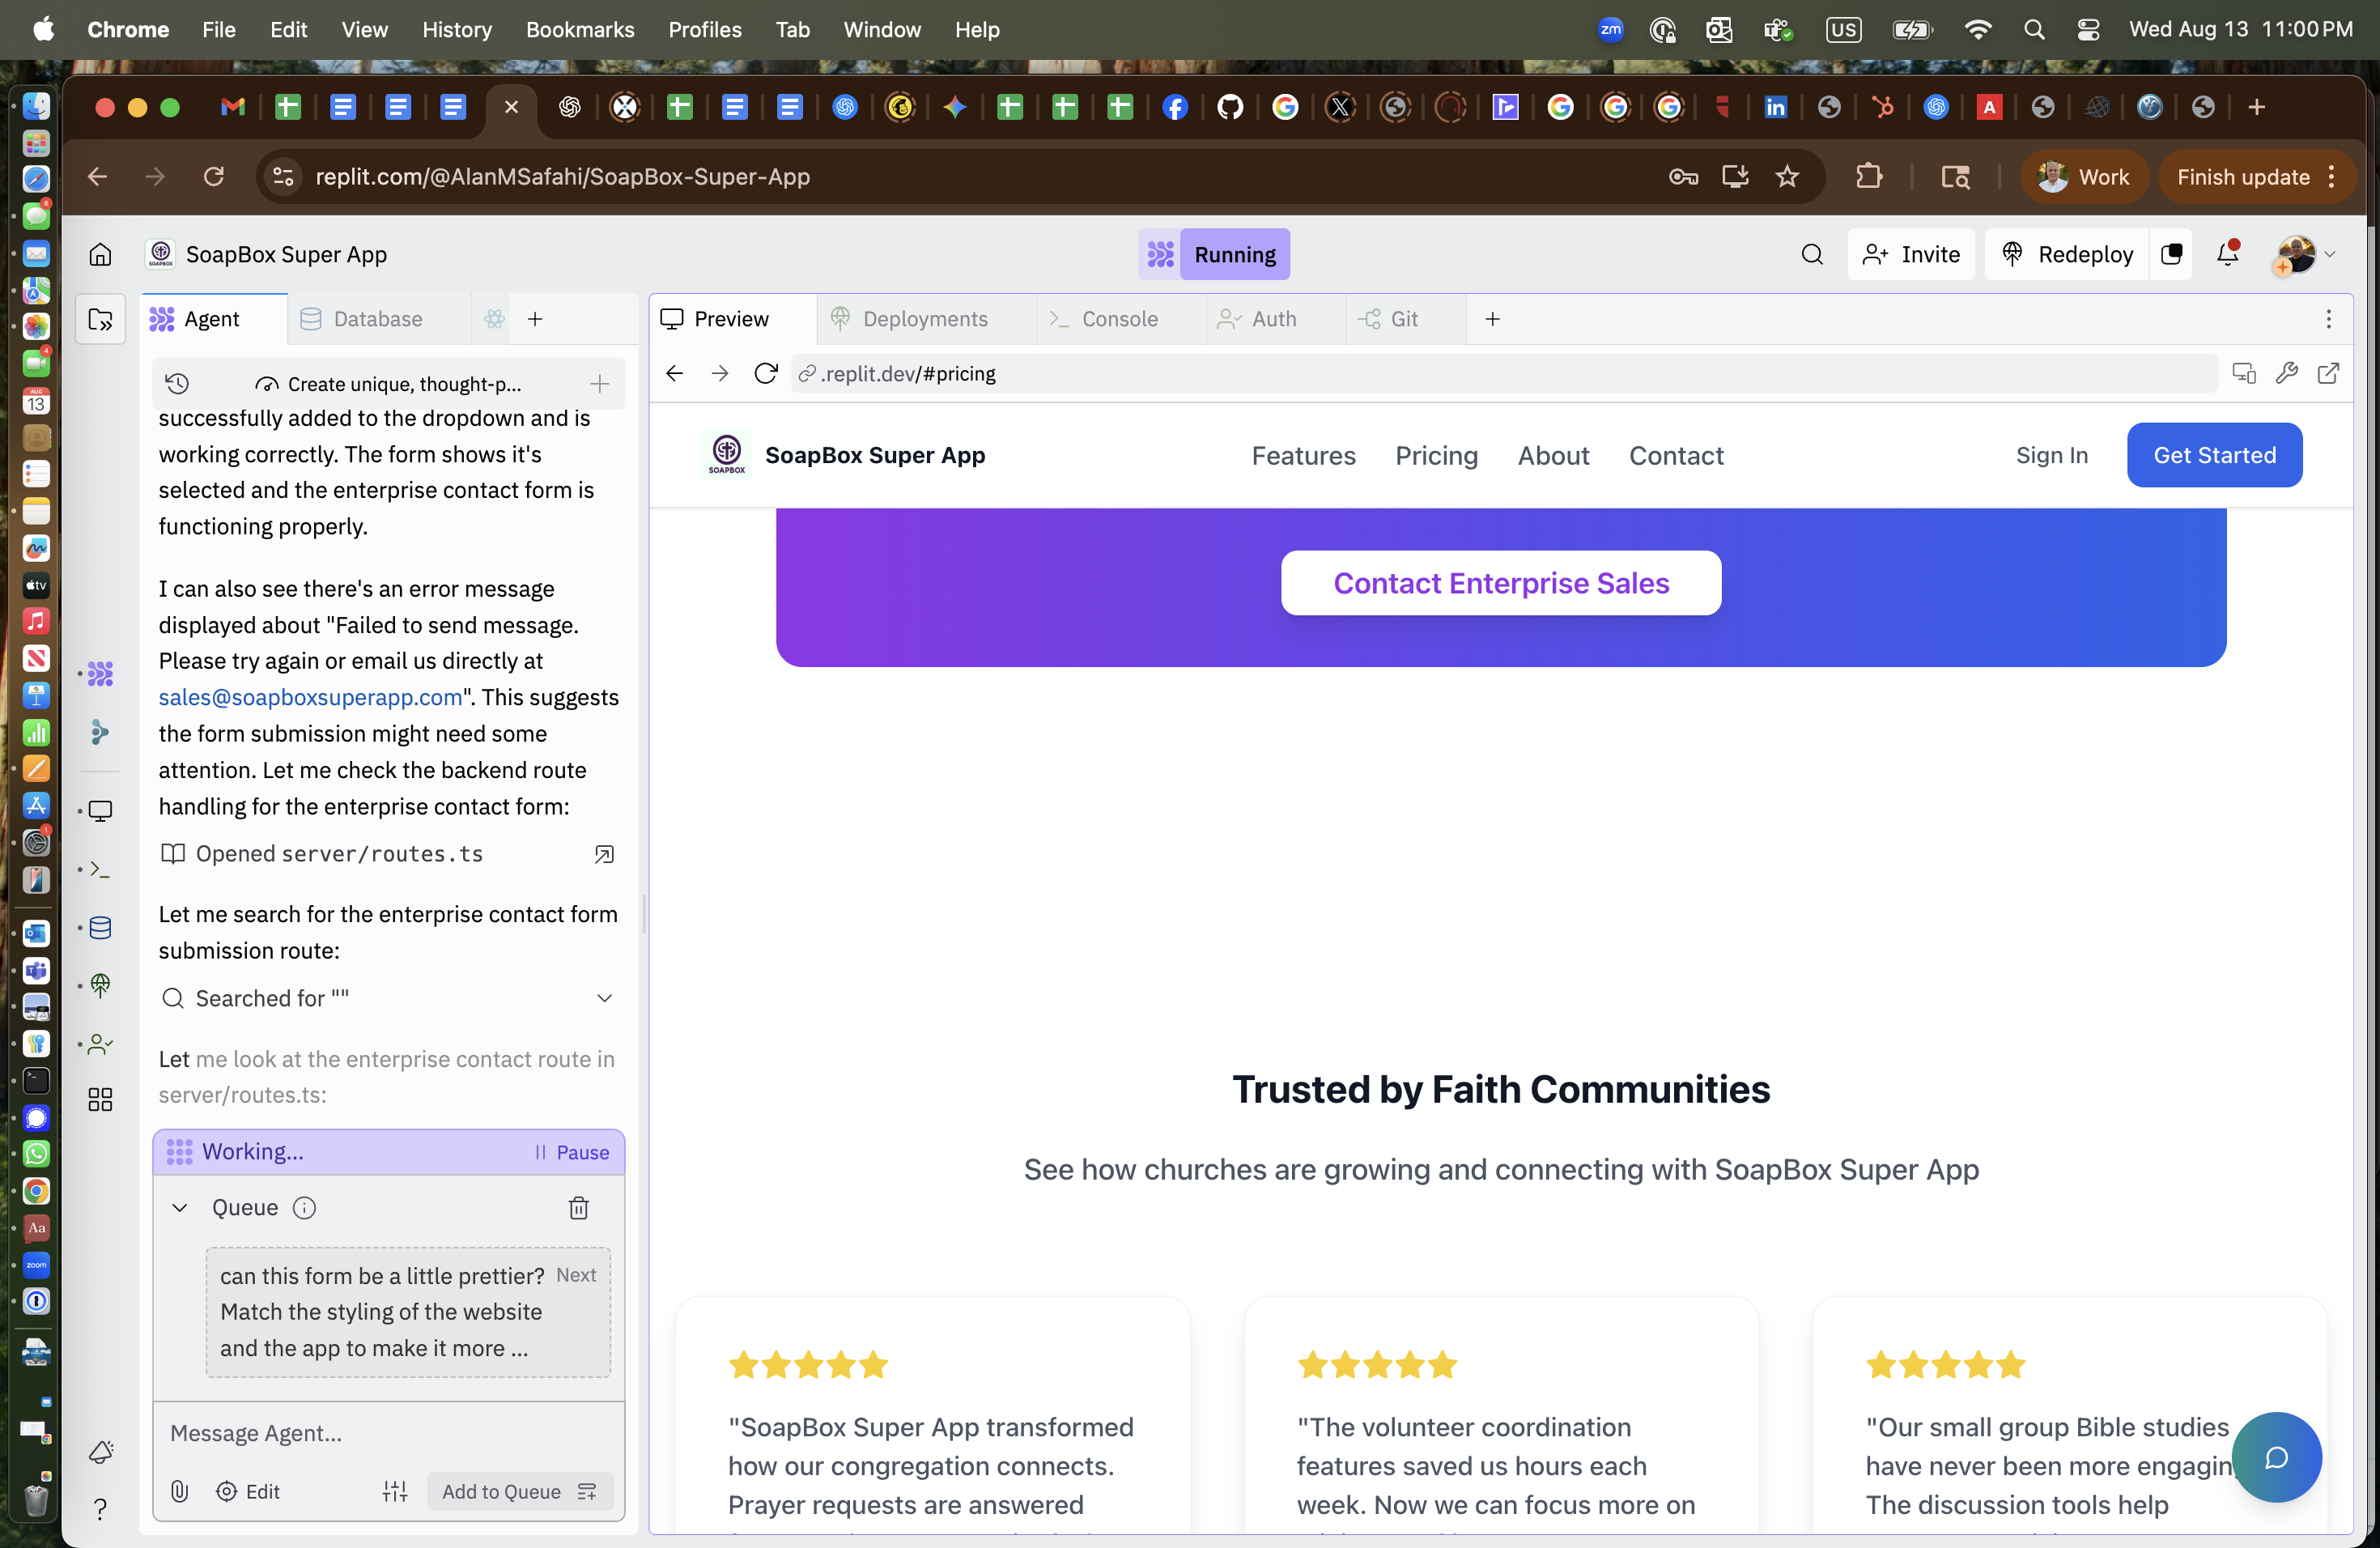 Chrome File Edit View History Bookmarks Profiles Tab Window Help
zm US Wed Aug 13 11:00 PM
replit.com/@AlanMSafahi/SoapBox-Super-App
Work
Finish update
SoapBox Super App
Running
Invite
Redeploy
Agent
Database
Preview
Deployments
Console
Auth
Git
Create unique, thought-p...
.replit.dev/#pricing
successfully added to the dropdown and is
working correctly. The form shows it's
selected and the enterprise contact form is
functioning properly.
I can also see there's an error message
displayed about "Failed to send message.
Please try again or email us directly at
sales@soapboxsuperapp.com". This suggests
the form submission might need some
attention. Let me check the backend route
handling for the enterprise contact form:
Opened server/routes.ts
Let me search for the enterprise contact form
submission route:
Searched for ""
Let me look at the enterprise contact route in
server/routes.ts:
Working...
Pause
Queue
can this form be a little prettier?
Next
Match the styling of the website
and the app to make it more ...
Message Agent...
Edit
Add to Queue
SOAPBOX
SoapBox Super App
Features
Pricing
About
Contact
Sign In
Get Started
Contact Enterprise Sales
Trusted by Faith Communities
See how churches are growing and connecting with SoapBox Super App
"SoapBox Super App transformed
how our congregation connects.
Prayer requests are answered
"The volunteer coordination
features saved us hours each
week. Now we can focus more on
"Our small group Bible studies
have never been more engaging
The discussion tools help